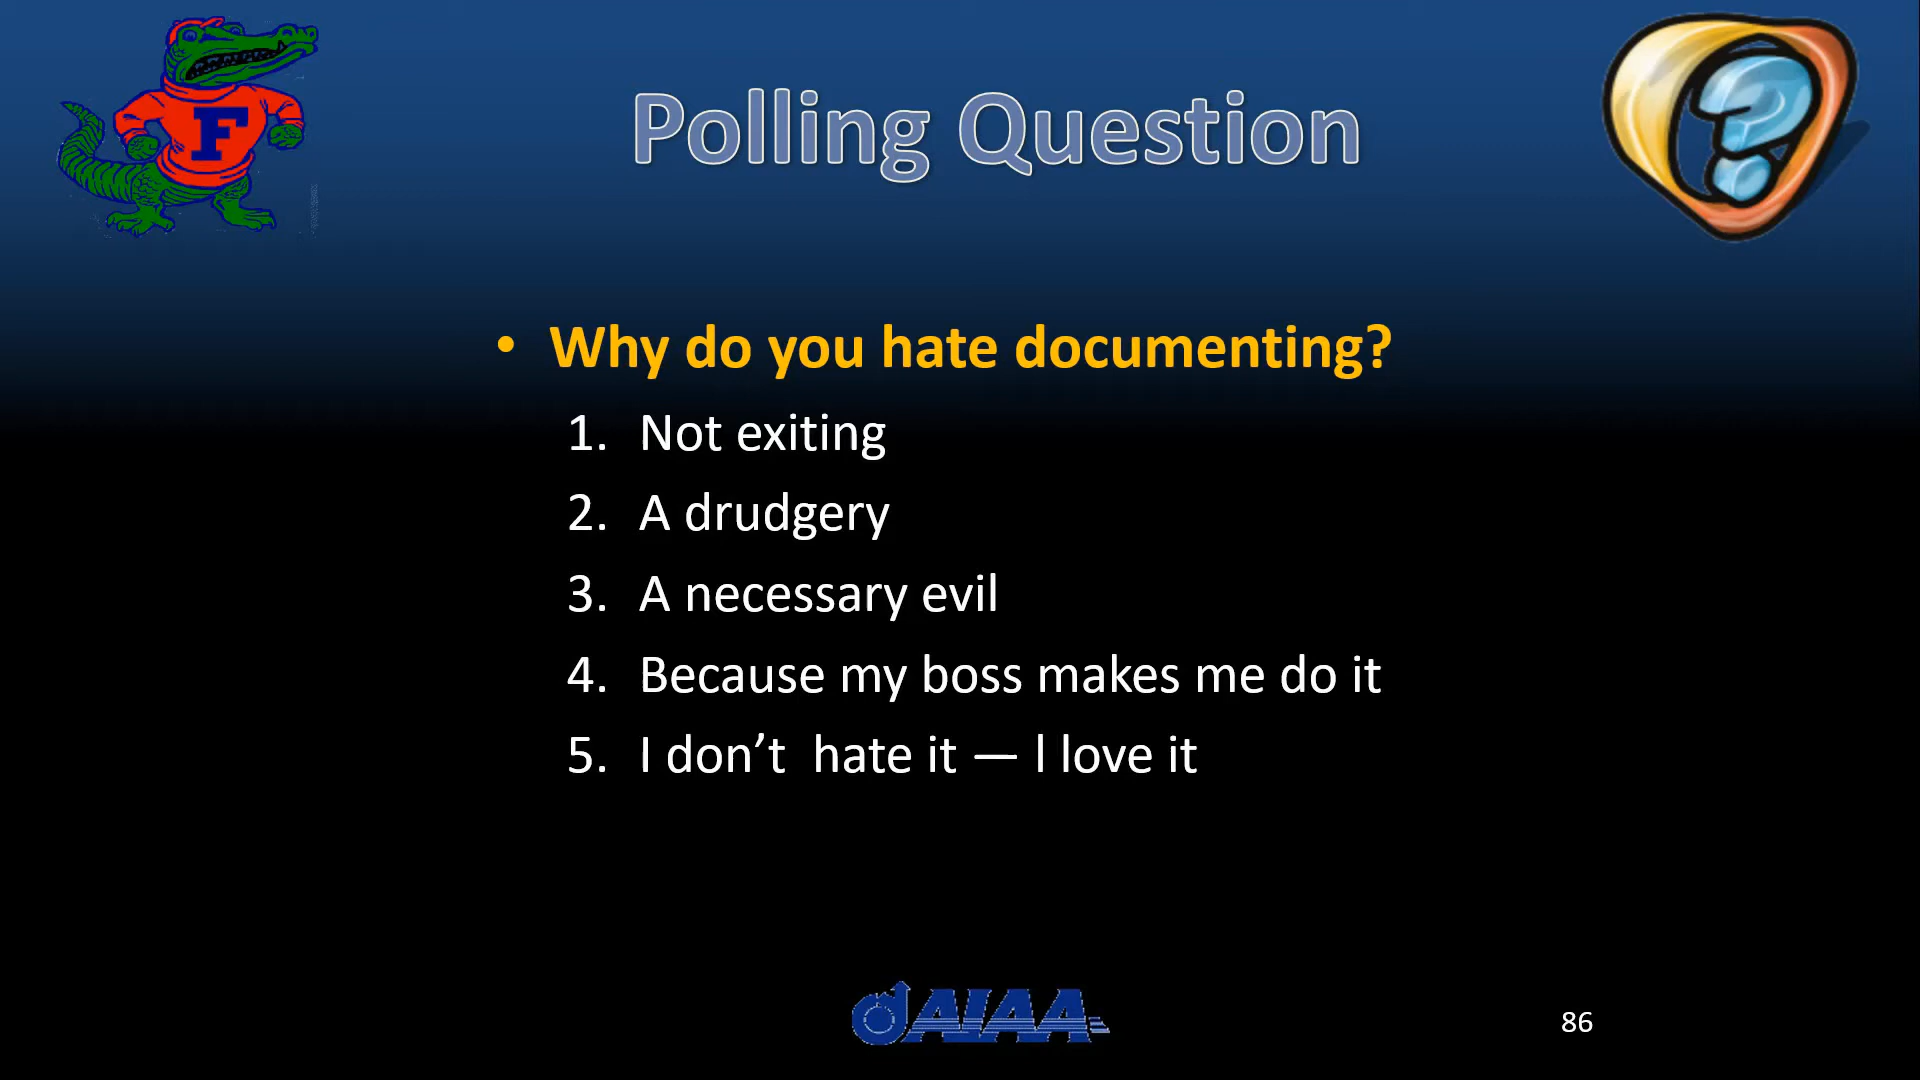 F
Polling Question
• Why do you hate documenting?
1. Not exiting
2. A drudgery
3. A necessary evil
4. Because my boss makes me do it
5. I don’t  hate it — I love it
AIAA
86